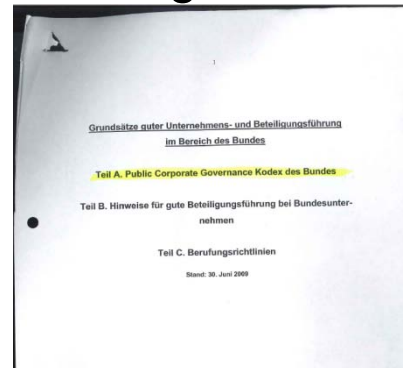 1
Grundsätze guter Unternehmens- und Beteiligungsführung
im Bereich des Bundes
Teil A. Public Corporate Governance Kodex des Bundes
Teil B. Hinweise für gute Beteiligungsführung bei Bundesunter-
nehmen
Teil C. Berufungsrichtlinien
Stand: 30. Juni 2009